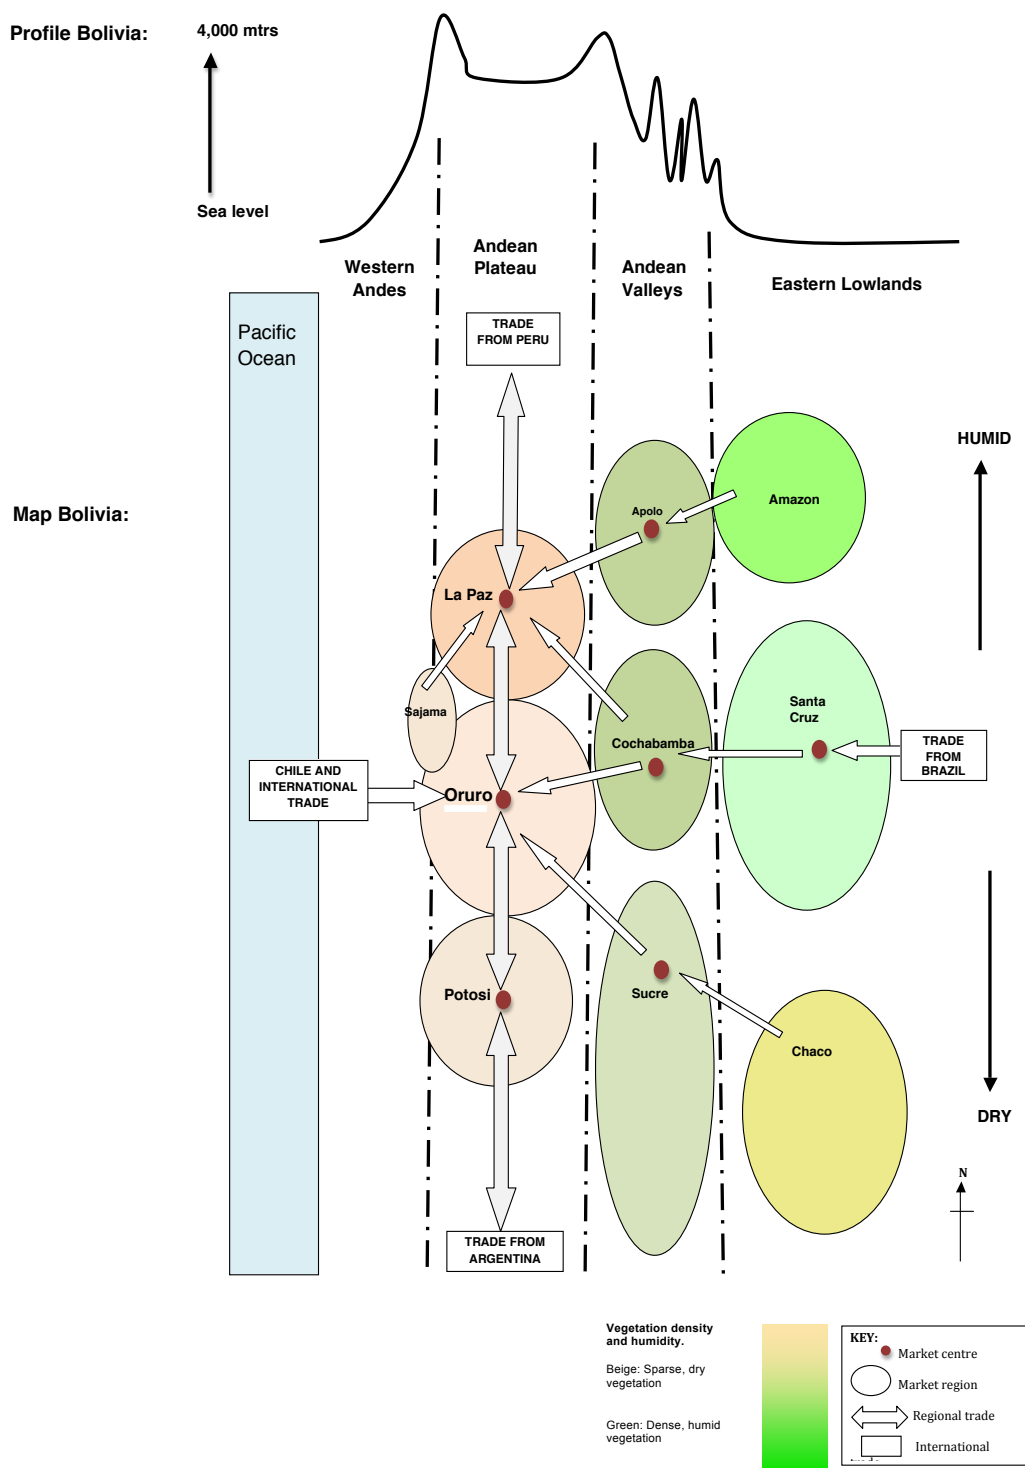 Profile Bolivia:
4,000 mtrs
Sea level
Western
Andes
Andean
Plateau
Andean
Valleys
Eastern Lowlands
Pacific
Ocean
TRADE
FROM PERU
HUMID
Map Bolivia:
Amazon
Apolo
La Paz
Sajama
Santa
Cruz
Cochabamba
TRADE
FROM
BRAZIL
CHILE AND
INTERNATIONAL
TRADE
Oruro
Potosi
Sucre
Chaco
DRY
N
TRADE FROM
ARGENTINA
Vegetation density
and humidity.
Beige: Sparse, dry
vegetation
Green: Dense, humid
vegetation
KEY:
Market centre
Market region
Regional trade
International